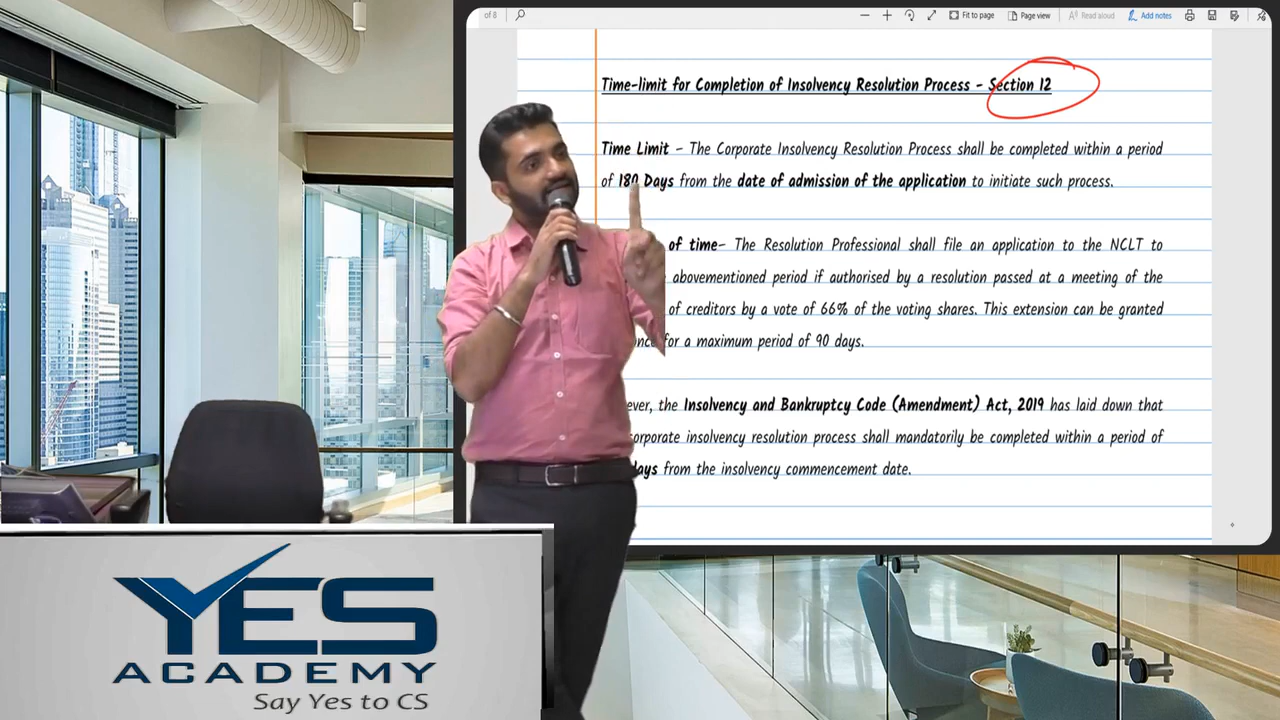 of 8
Fit to page
Page view
Read aloud
Add notes
Time-limit for Completion of Insolvency Resolution Process - Section 12
Time Limit – The Corporate Insolvency Resolution Process shall be completed within a period
of 180 Days from the date of admission of the application to initiate such process.
of time– The Resolution Professional shall file an application to the NCLT to
abovementioned period if authorised by a resolution passed at a meeting of the
of creditors by a vote of 66% of the voting shares. This extension can be granted
for a maximum period of 90 days.
the Insolvency and Bankruptcy Code (Amendment) Act, 2019 has laid down that
corporate insolvency resolution process shall mandatorily be completed within a period of
days from the insolvency commencement date.
YES
ACADEMY
Say Yes to CS